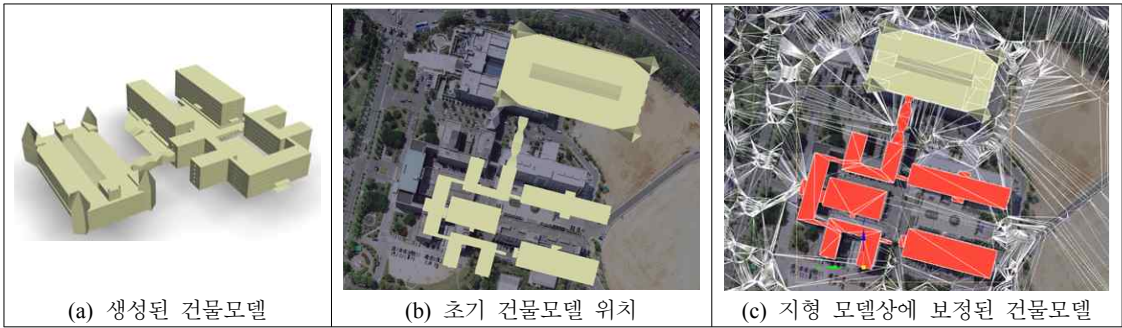 (a) 생성된 건물모델
(b) 초기 건물모델 위치
(c) 지형 모델상에 보정된 건물모델